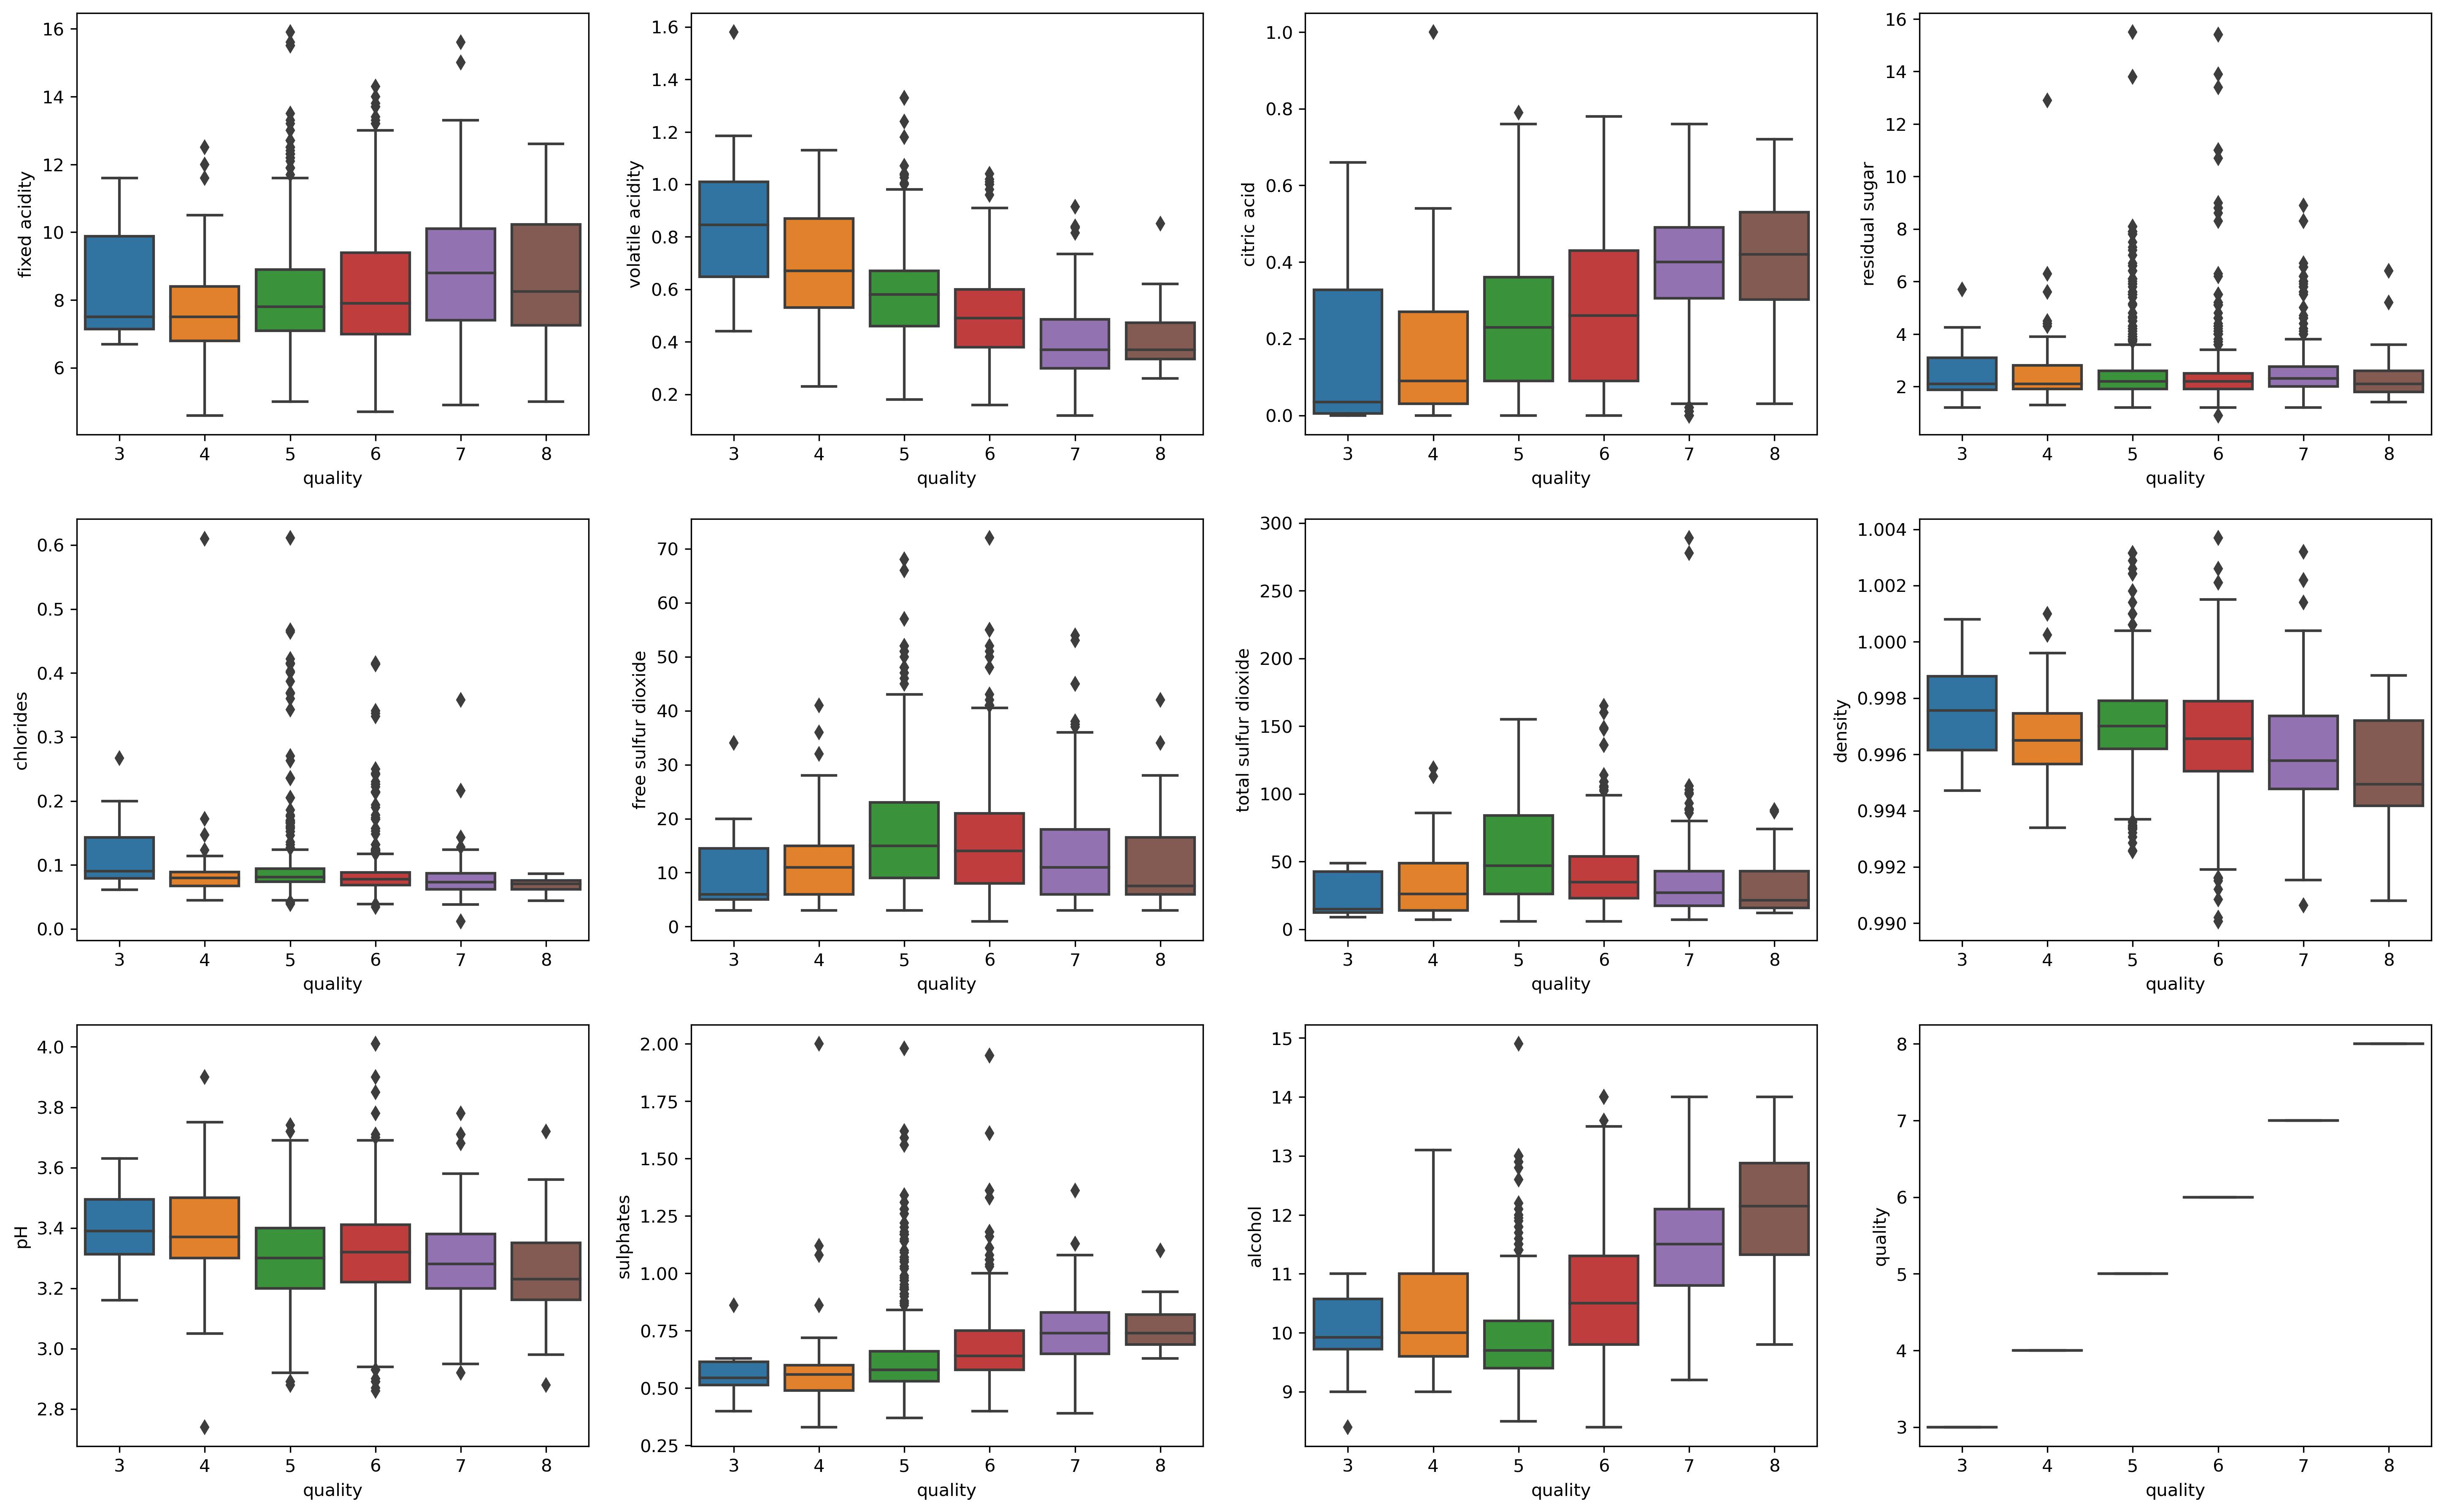 16
14
12
10
8
6
fixed acidity
3 4 5 6 7 8
quality
1.6
1.4
1.2
1.0
0.8
0.6
0.4
0.2
volatile acidity
3 4 5 6 7 8
quality
1.0
0.8
0.6
0.4
0.2
0.0
citric acid
3 4 5 6 7 8
quality
16
14
12
10
8
6
4
2
residual sugar
3 4 5 6 7 8
quality
0.6
0.5
0.4
0.3
0.2
0.1
0.0
chlorides
3 4 5 6 7 8
quality
70
60
50
40
30
20
10
0
free sulfur dioxide
3 4 5 6 7 8
quality
300
250
200
150
100
50
0
total sulfur dioxide
3 4 5 6 7 8
quality
1.004
1.002
1.000
0.998
0.996
0.994
0.992
0.990
density
3 4 5 6 7 8
quality
4.0
3.8
3.6
3.4
3.2
3.0
2.8
pH
3 4 5 6 7 8
quality
2.00
1.75
1.50
1.25
1.00
0.75
0.50
0.25
sulphates
3 4 5 6 7 8
quality
15
14
13
12
11
10
9
alcohol
3 4 5 6 7 8
quality
8
7
6
5
4
3
quality
3 4 5 6 7 8
quality